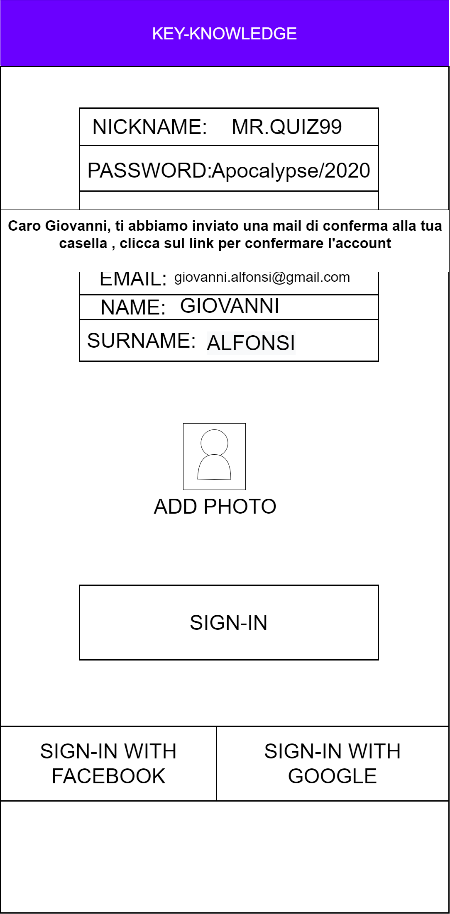 KEY-KNOWLEDGE
NICKNAME: MR.QUIZ99
PASSWORD:Apocalypse/2020
Caro Giovanni, ti abbiamo inviato una mail di conferma alla tua
casella , clicca sul link per confermare l'account
EMAIL: giovanni.alfonsi@gmail.com
NAME: GIOVANNI
SURNAME: ALFONSI
ADD PHOTO
SIGN-IN
SIGN-IN WITH
FACEBOOK
SIGN-IN WITH
GOOGLE